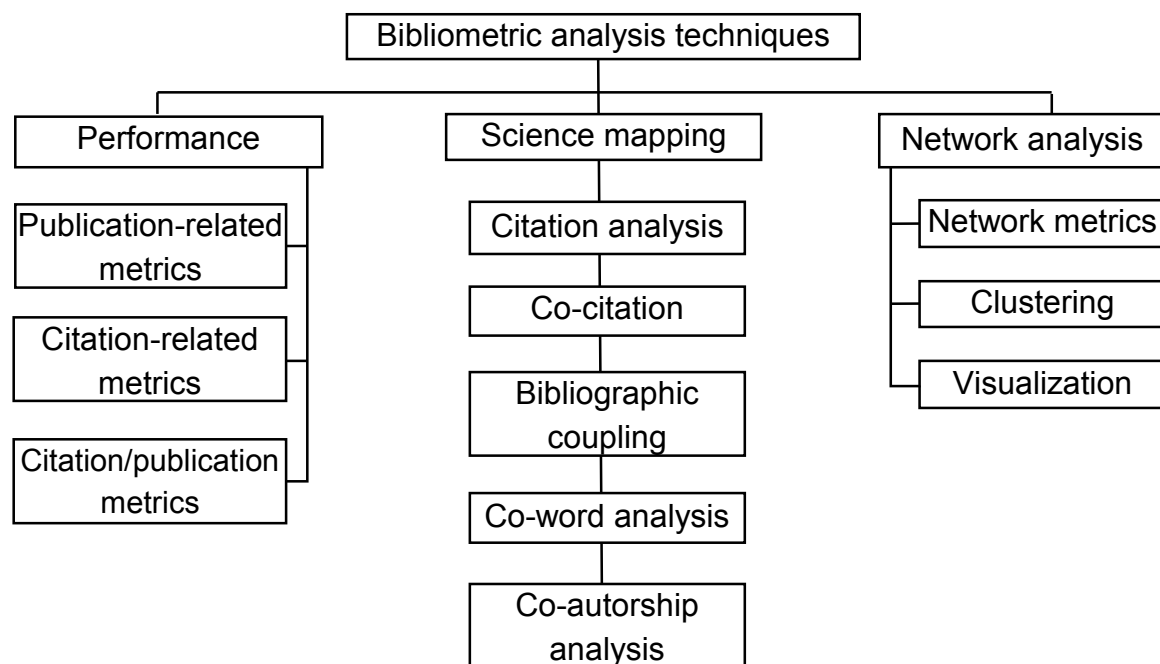 Bibliometric analysis techniques
Performance
Science mapping
Network analysis
Publication-related
metrics
Citation-related
metrics
Citation/publication
metrics
Citation analysis
Co-citation
Bibliographic
coupling
Co-word analysis
Co-autorship
analysis
Network metrics
Clustering
Visualization